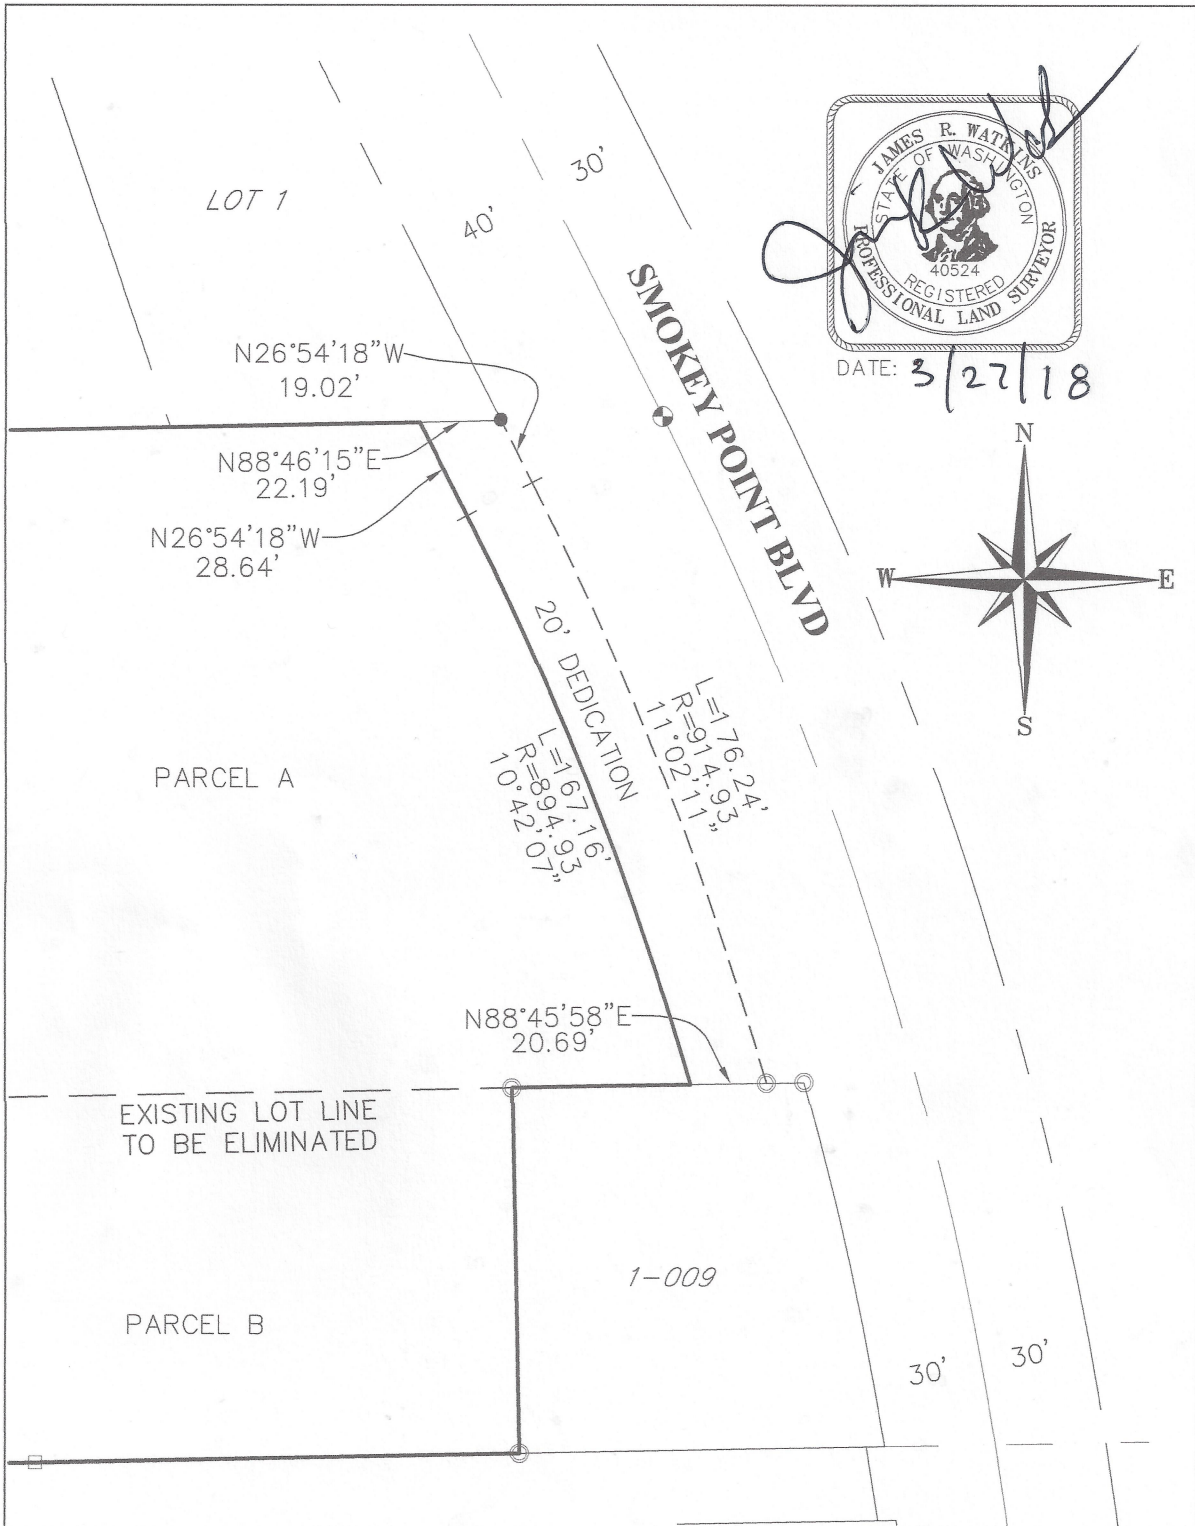 LOT 1
40'
30'
SMOKEY POINT BLVD
JAMES R. WATKINS
STATE OF WASHINGTON
40524
REGISTERED
PROFESSIONAL LAND SURVEYOR
DATE: 3/27/18
N26°54'18"W
19.02'
N88°46'15"E
22.19'
N26°54'18"W
28.64'
N
W
E
S
20' DEDICATION
L=176.24'
R=914.93
11°02'11"
L=167.16'
R=894.93
10°42'07"
PARCEL A
N88°45'58"E
20.69'
EXISTING LOT LINE
TO BE ELIMINATED
1-009
PARCEL B
30'
30'